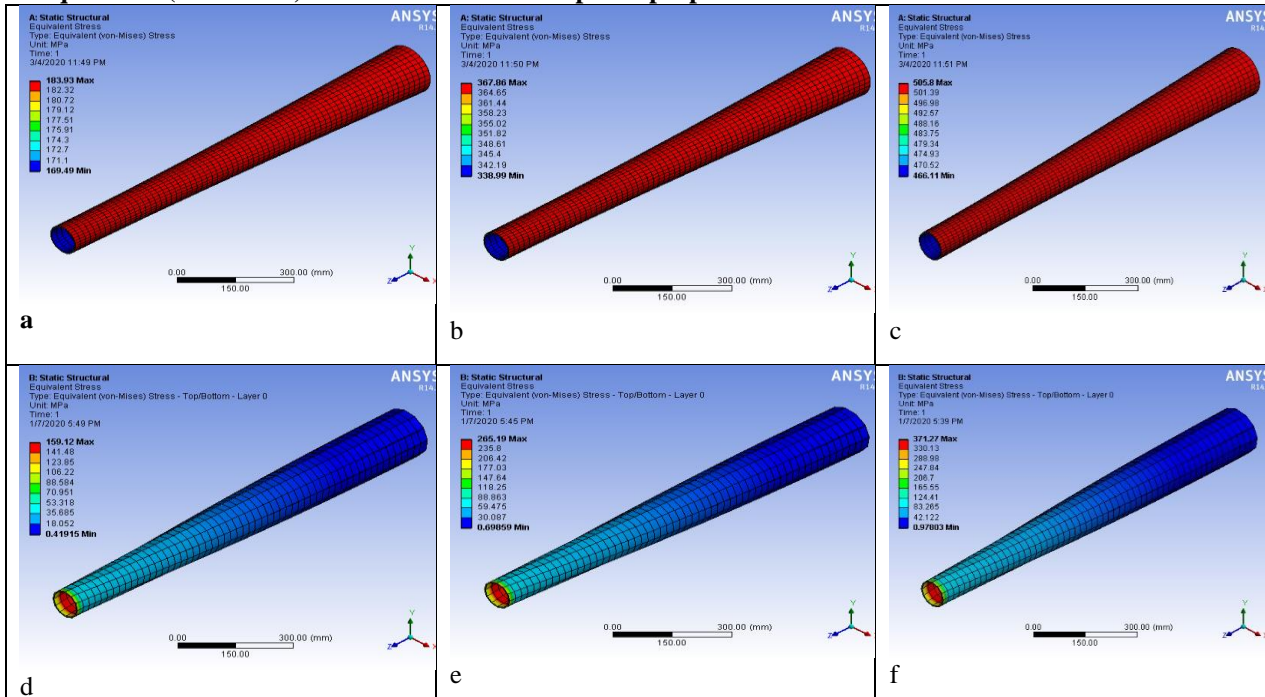 A: Static Structural
Equivalent Stress
Type: Equivalent (von-Mises) Stress
Unit: MPa
Time: 1
3/4/2020 11:49 PM
183.93 Max
182.32
180.72
179.12
177.51
175.91
174.3
172.7
171.1
169.49 Min
ANSYS
R14
0.00
300.00 (mm)
150.00
Y
Z
X
a
A: Static Structural
Equivalent Stress
Type: Equivalent (von-Mises) Stress
Unit: MPa
Time: 1
3/4/2020 11:50 PM
367.86 Max
364.65
361.44
358.23
355.02
351.82
348.61
345.4
342.19
338.99 Min
ANSYS
R14
0.00
300.00 (mm)
150.00
Y
Z
X
b
A: Static Structural
Equivalent Stress
Type: Equivalent (von-Mises) Stress
Unit: MPa
Time: 1
3/4/2020 11:51 PM
505.8 Max
501.39
496.98
492.57
488.16
483.75
479.34
474.93
470.52
466.11 Min
ANSYS
R14
0.00
300.00 (mm)
150.00
Y
Z
c
B: Static Structural
Equivalent Stress
Type: Equivalent (von-Mises) Stress - Top/Bottom - Layer 0
Unit: MPa
Time: 1
1/7/2020 5:49 PM
159.12 Max
141.48
123.85
106.22
88.584
70.951
53.318
35.685
18.052
0.41915 Min
ANSYS
R14
0.00
300.00 (mm)
150.00
Y
Z
X
d
B: Static Structural
Equivalent Stress
Type: Equivalent (von-Mises) Stress - Top/Bottom - Layer 0
Unit: MPa
Time: 1
1/7/2020 5:45 PM
265.19 Max
235.8
206.42
177.03
147.64
118.25
88.863
59.475
30.087
0.69859 Min
ANSYS
R14
0.00
300.00 (mm)
150.00
Y
Z
X
e
B: Static Structural
Equivalent Stress
Type: Equivalent (von-Mises) Stress - Top/Bottom - Layer 0
Unit: MPa
Time: 1
1/7/2020 5:39 PM
371.27 Max
330.13
288.98
247.84
206.7
165.55
124.41
83.265
42.122
0.97803 Min
ANSYS
R14
0.00
300.00 (mm)
150.00
Y
Z
f